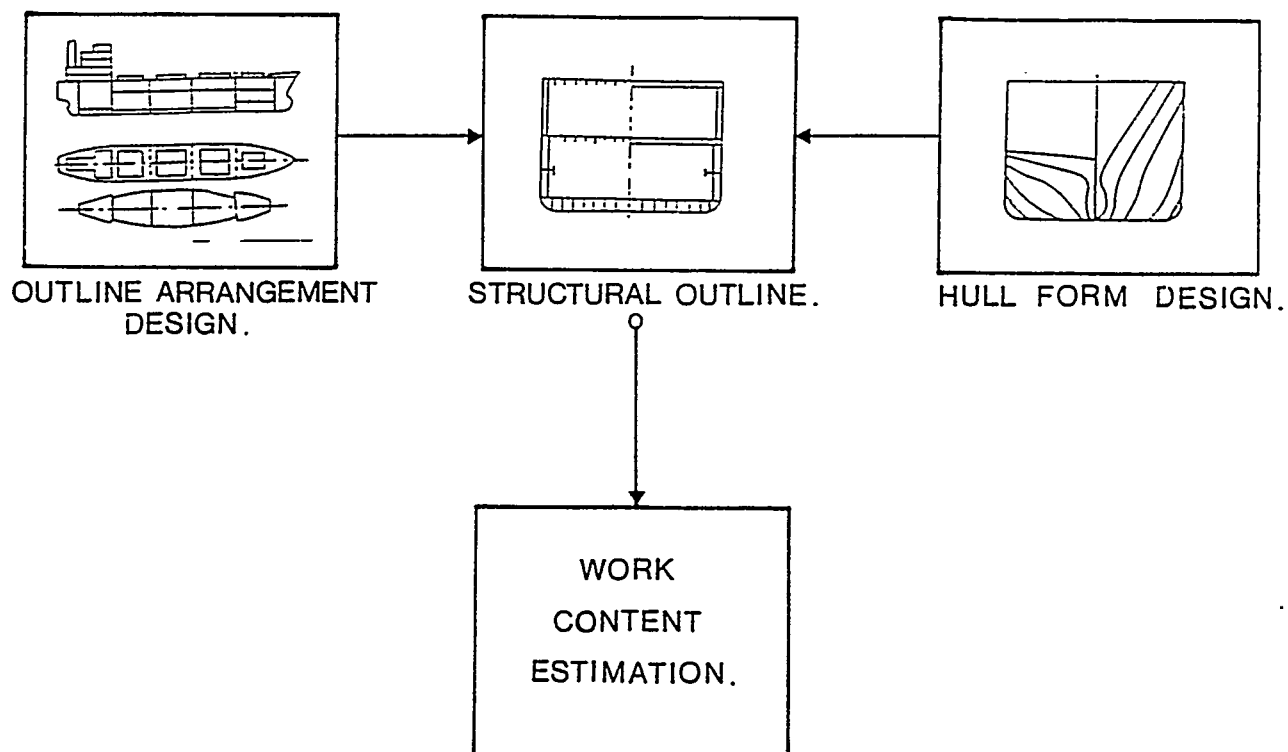 OUTLINE ARRANGEMENT
DESIGN.
STRUCTURAL OUTLINE.
HULL FORM DESIGN.
WORK
CONTENT
ESTIMATION.